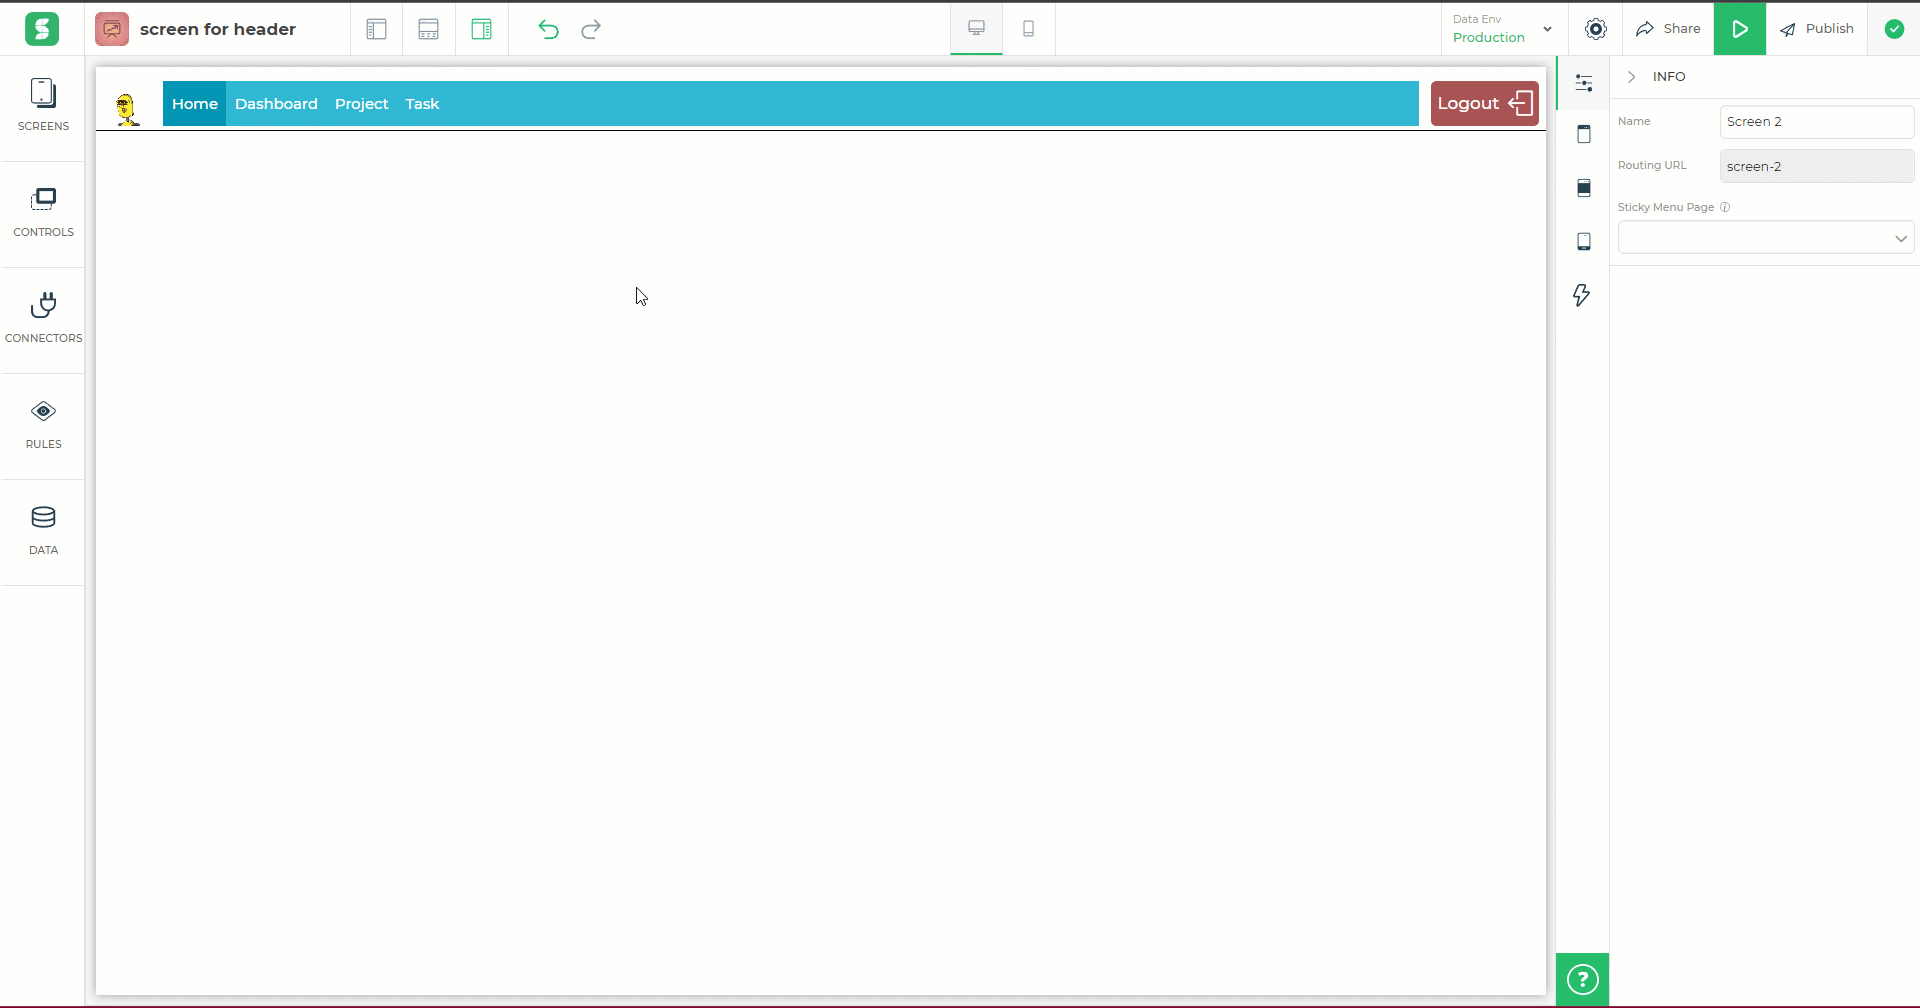 screen for header
Data Env
Production
Share
Publish
SCREENS
CONTROLS
CONNECTORS
RULES
DATA
Home Dashboard Project Task
Logout
INFO
Name
Screen 2
Routing URL
screen-2
Sticky Menu Page
?